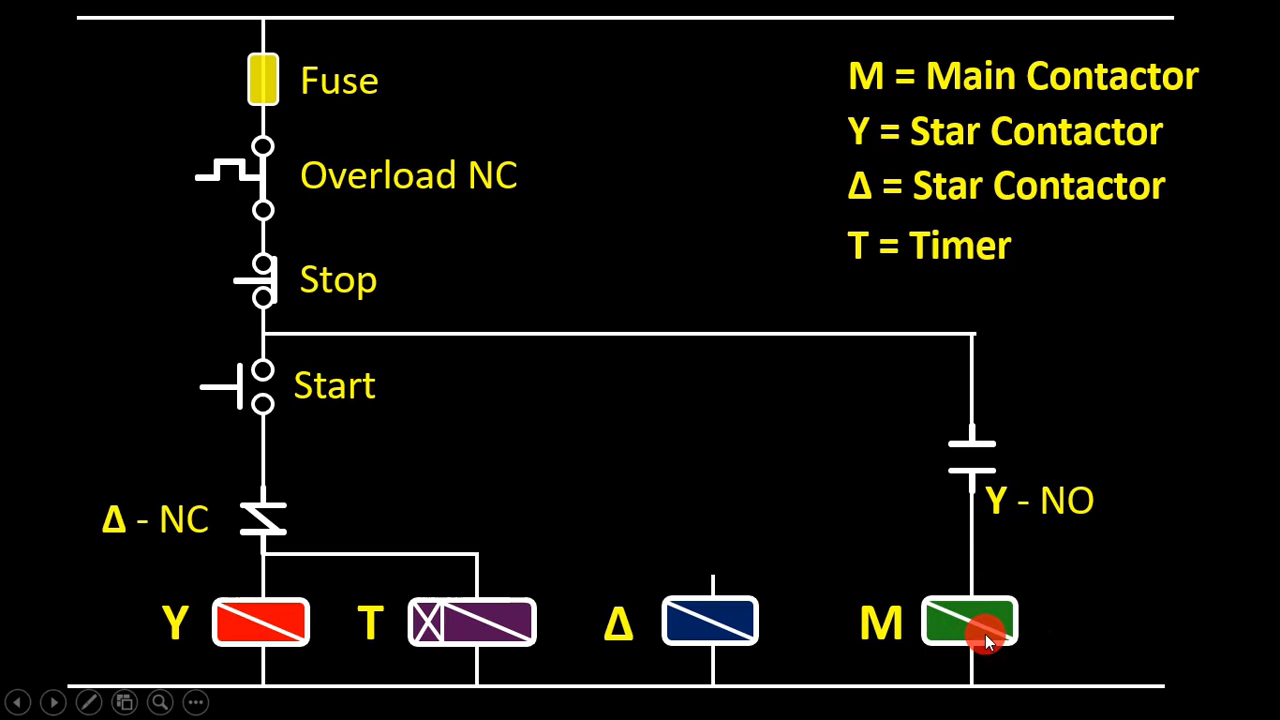 Fuse
Overload NC
Stop
Start
Δ - NC
Y
T
Δ
M
Y - NO
M = Main Contactor
Y = Star Contactor
Δ = Star Contactor
T = Timer